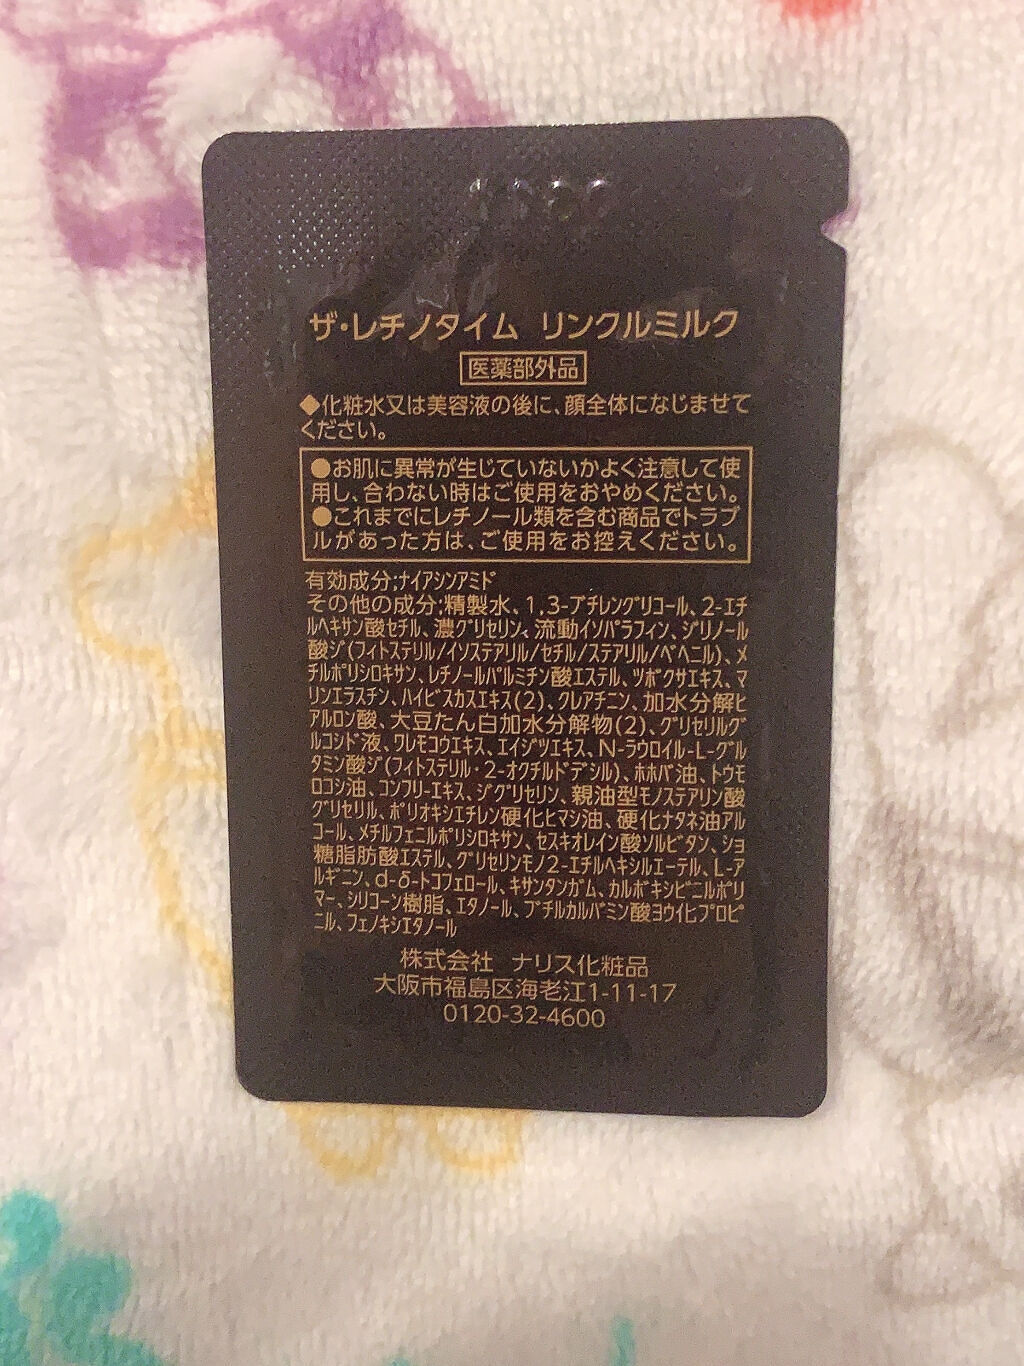 ザ・レチノタイム リンクルミルク
医薬部外品
◆化粧水又は美容液の後に、顔全体になじませて
ください。
●お肌に異常が生じていないかよく注意して使
用し、合わない時はご使用をおやめください。
●これまでにレチノール類を含む商品でトラブ
ルがあった方は、ご使用をお控えください。
有効成分;ナイアシンアミド
その他の成分;精製水、1,3-ブチレングリコール、2-エチ
ルヘキサン酸セチル、濃グリセリン、流動イソパラフィン、ジリノール
酸ジ(フィトステリル/イソステアリル/セチル/ステアリル/ベヘニル)、メ
チルポリシロキサン、レチノールパルミチン酸エステル、ツボクサエキス、マ
リンエラスチン、ハイビスカスエキス(2)、クレアチニン、加水分解ヒ
アルロン酸、大豆たん白加水分解物(2)、グリセリルグ
ルコシド液、ワレモコウエキス、エイジツエキス、N-ラウロイル-L-グル
タミン酸ジ(フィトステリル・2-オクチルドデシル)、ホホバ油、トウモ
ロコシ油、コンフリーエキス、ジグリセリン、親油型モノステアリン酸
グリセリル、ポリオキシエチレン硬化ヒマシ油、硬化ナタネ油アル
コール、メチルフェニルポリシロキサン、セスキオレイン酸ソルビタン、ショ
糖脂肪酸エステル、グリセリンモノ2-エチルヘキシルエーテル、L-ア
ルギニン、d-δ-トコフェロール、キサンタンガム、カルボキシビニルポリ
マー、シリコーン樹脂、エタノール、ブチルカルバミン酸ヨウ化プロピ
ニル、フェノキシエタノール
株式会社 ナリス化粧品
大阪市福島区海老江1-11-17
0120-32-4600